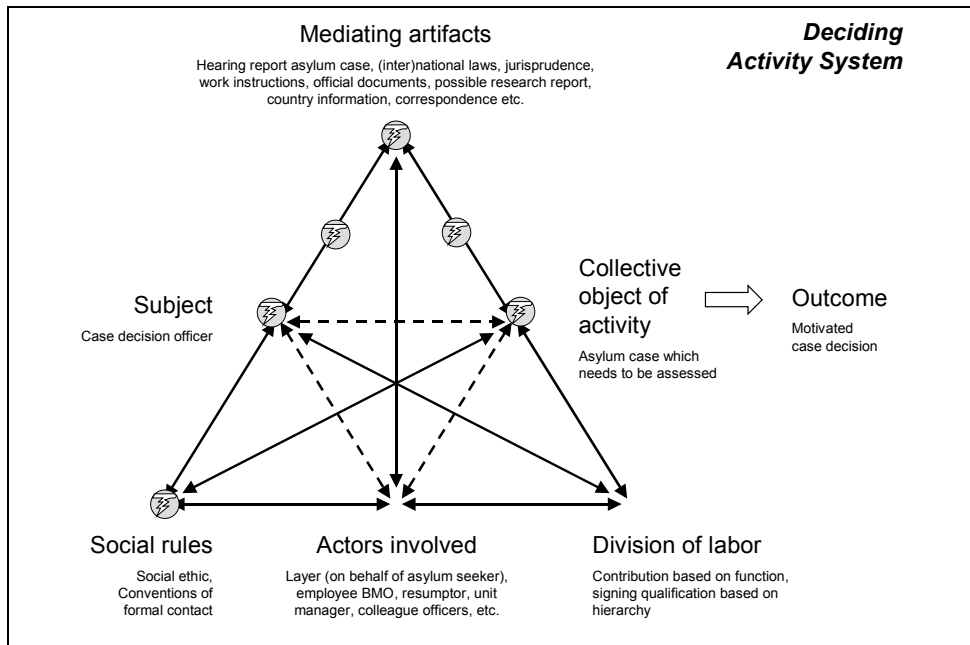 Deciding
Activity System
Mediating artifacts
Hearing report asylum case, (inter)national laws, jurisprudence,
work instructions, official documents, possible research report,
country information, correspondence etc.
Subject
Case decision officer
Collective
object of
activity
Asylum case which
needs to be assessed
Outcome
Motivated
case decision
Social rules
Social ethic,
Conventions of
formal contact
Actors involved
Layer (on behalf of asylum seeker),
employee BMO, resumptor, unit
manager, colleague officers, etc.
Division of labor
Contribution based on function,
signing qualification based on
hierarchy